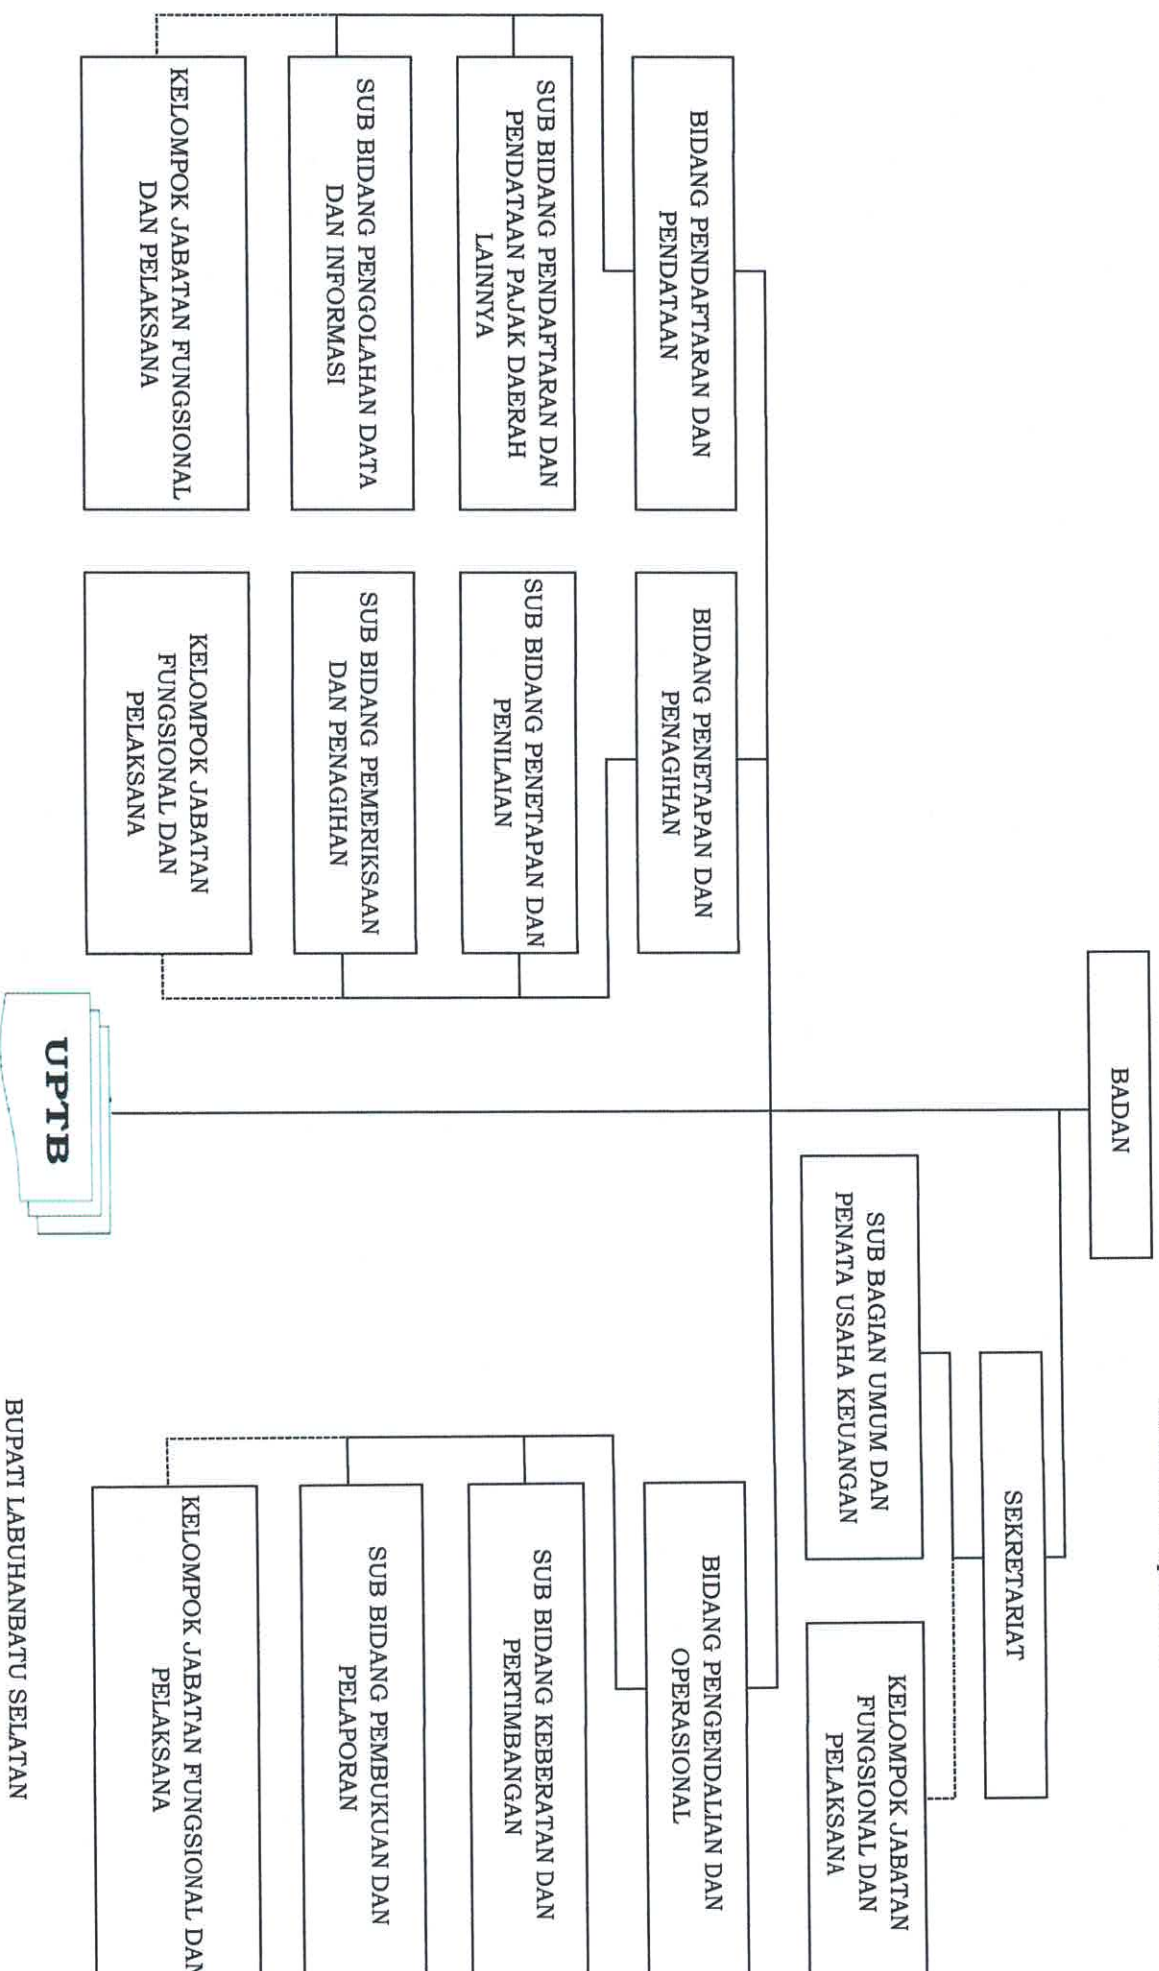 BADAN
SEKRETARIAT
SUB BAGIAN UMUM DAN
PENATA USAHA KEUANGAN
KELOMPOK JABATAN
FUNGSIONAL DAN
PELAKSANA
BIDANG PENDAFTARAN DAN
PENDATAAN
BIDANG PENETAPAN DAN
PENAGIHAN
BIDANG PENGENDALIAN DAN
OPERASIONAL
SUB BIDANG PENDAFTARAN DAN
PENDATAAN PAJAK DAERAH
LAINNYA
SUB BIDANG PENETAPAN DAN
PENILAIAN
SUB BIDANG KEBERATAN DAN
PERTIMBANGAN
SUB BIDANG PENGOLAHAN DATA
DAN INFORMASI
SUB BIDANG PEMERIKSAAN
DAN PENAGIHAN
SUB BIDANG PEMBUKUAN DAN
PELAPORAN
KELOMPOK JABATAN FUNGSIONAL
DAN PELAKSANA
KELOMPOK JABATAN
FUNGSIONAL DAN
PELAKSANA
KELOMPOK JABATAN FUNGSIONAL DAN
PELAKSANA
UPTB
BUPATI LABUHANBATU SELATAN